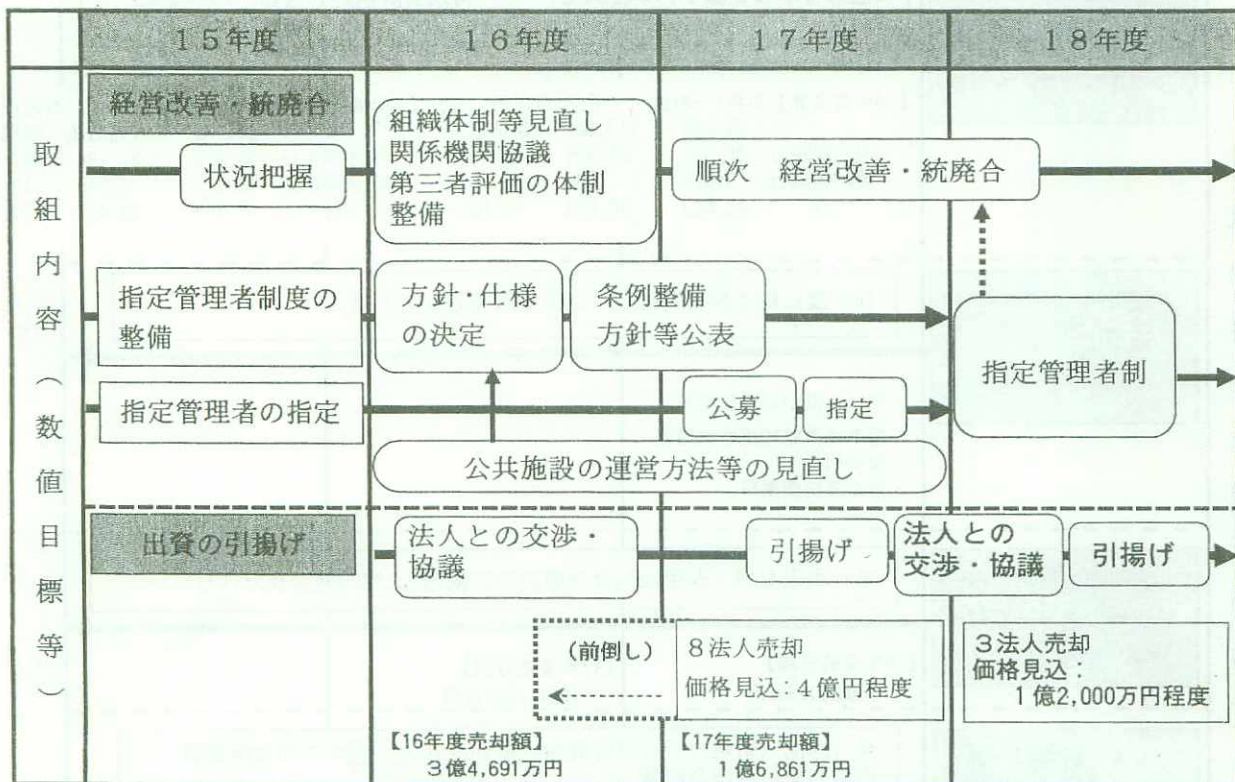 １５年度
１６年度
１７年度
１８年度
取組内容（数値目標等）
経営改善・統廃合
状況把握
組織体制等見直し
関係機関協議
第三者評価の体制
整備
順次　経営改善・統廃合
指定管理者制度の
整備
方針・仕様
の決定
条例整備
方針等公表
指定管理者制
指定管理者の指定
公募
指定
公共施設の運営方法等の見直し
出資の引揚げ
法人との交渉・
協議
引揚げ
法人との
交渉・協議
引揚げ
（前倒し）
８法人売却
価格見込：４億円程度
３法人売却
価格見込：
１億2,000万円程度
【16年度売却額】
３億4,691万円
【17年度売却額】
１億6,861万円